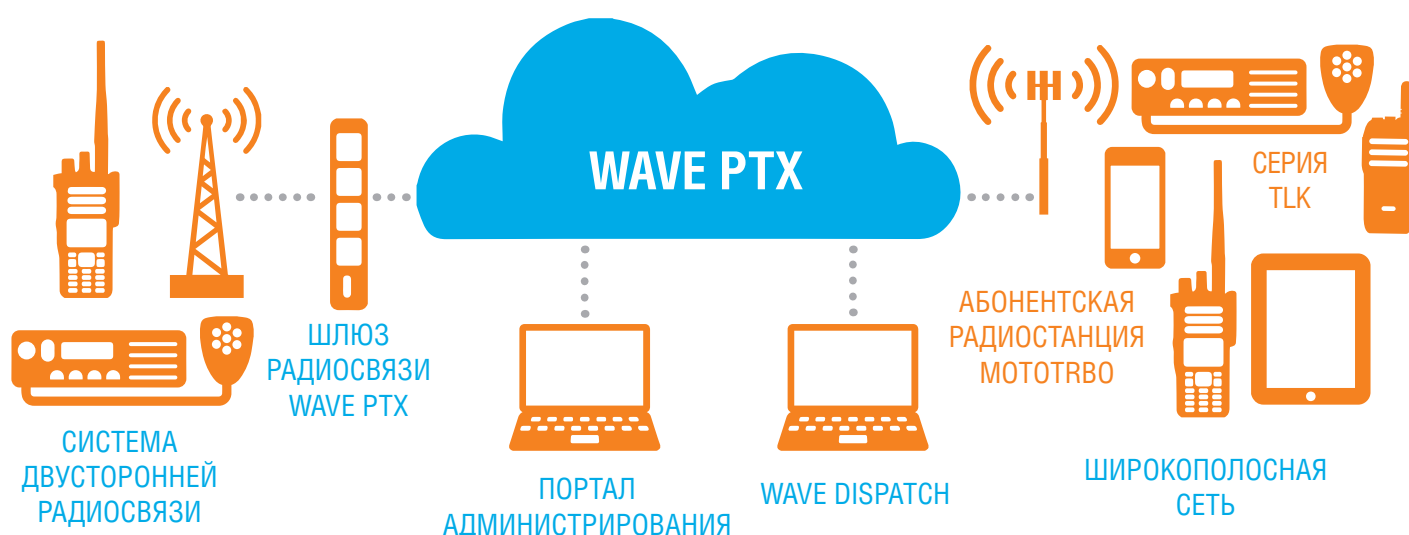 WAVE PTX
СЕРИЯ
TLK
АБОНЕНТСКАЯ
РАДИОСТАНЦИЯ
MOTOTRBO
ШЛЮЗ
РАДИОСВЯЗИ
WAVE PTX
СИСТЕМА
ДВУСТОРОННЕЙ
РАДИОСВЯЗИ
ПОРТАЛ
АДМИНИСТРИРОВАНИЯ
WAVE DISPATCH
ШИРОКОПОЛОСНАЯ
СЕТЬ